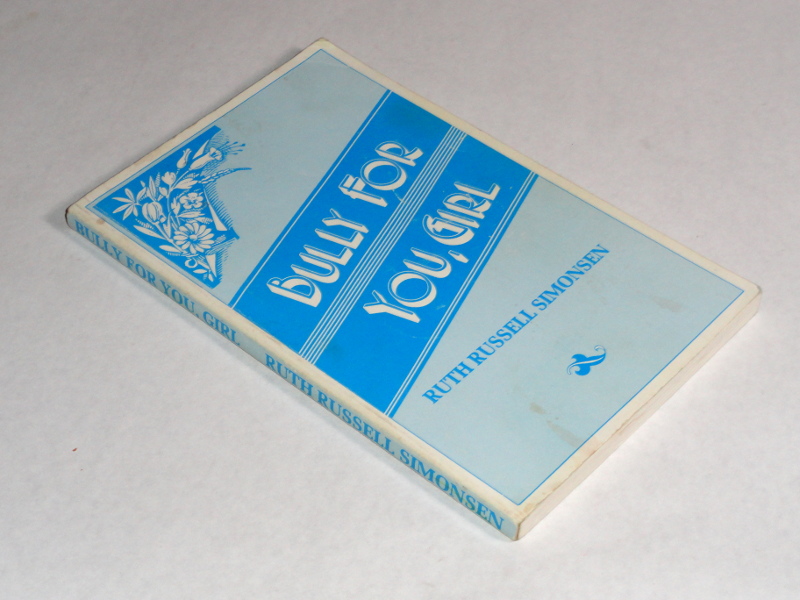 BULLY FOR
YOU, GIRL
RUTH RUSSELL SIMONSEN
BULLY FOR YOU, GIRL RUTH RUSSELL SIMONSEN